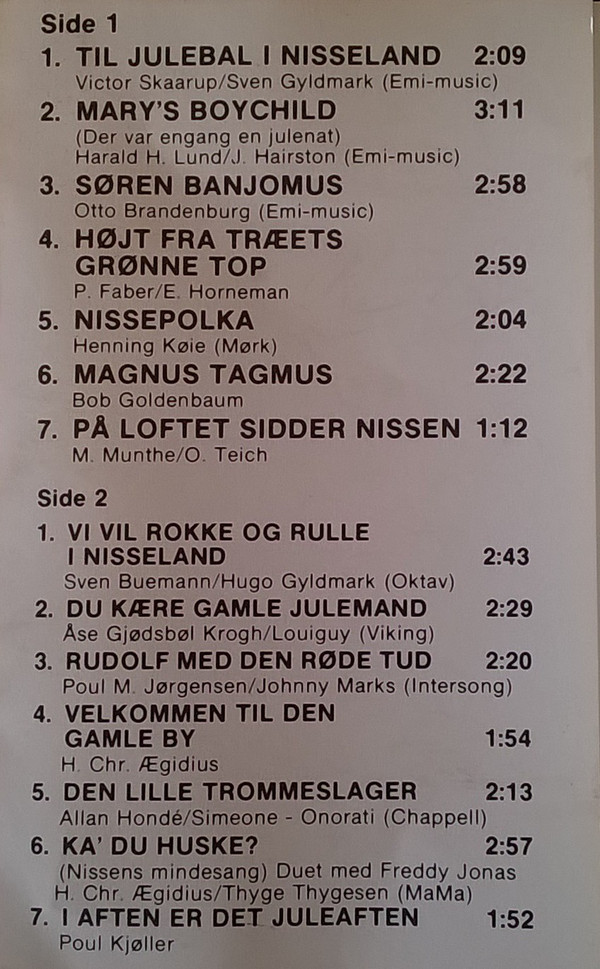 Side 1
1. TIL JULEBAL I NISSELAND 2:09
Victor Skaarup/Sven Gyldmark (Emi-music)
2. MARY'S BOYCHILD 3:11
(Der var engang en julenat)
Harald H. Lund/J. Hairston (Emi-music)
3. SØREN BANJOMUS 2:58
Otto Brandenburg (Emi-music)
4. HØJT FRA TRÆETS
GRØNNE TOP 2:59
P. Faber/E. Horneman
5. NISSEPOLKA 2:04
Henning Køie (Mørk)
6. MAGNUS TAGMUS 2:22
Bob Goldenbaum
7. PÅ LOFTET SIDDER NISSEN 1:12
M. Munthe/O. Teich
Side 2
1. VI VIL ROKKE OG RULLE
I NISSELAND 2:43
Sven Buemann/Hugo Gyldmark (Oktav)
2. DU KÆRE GAMLE JULEMAND 2:29
Åse Gjødsbøl Krogh/Louiguy (Viking)
3. RUDOLF MED DEN RØDE TUD 2:20
Poul M. Jørgensen/Johnny Marks (Intersong)
4. VELKOMMEN TIL DEN
GAMLE BY 1:54
H. Chr. Ægidius
5. DEN LILLE TROMMESLAGER 2:13
Allan Hondé/Simeone - Onorati (Chappell)
6. KA' DU HUSKE? 2:57
(Nissens mindesang) Duet med Freddy Jonas
H. Chr. Ægidius/Thyge Thygesen (MaMa)
7. I AFTEN ER DET JULEAFTEN 1:52
Poul Kjøller